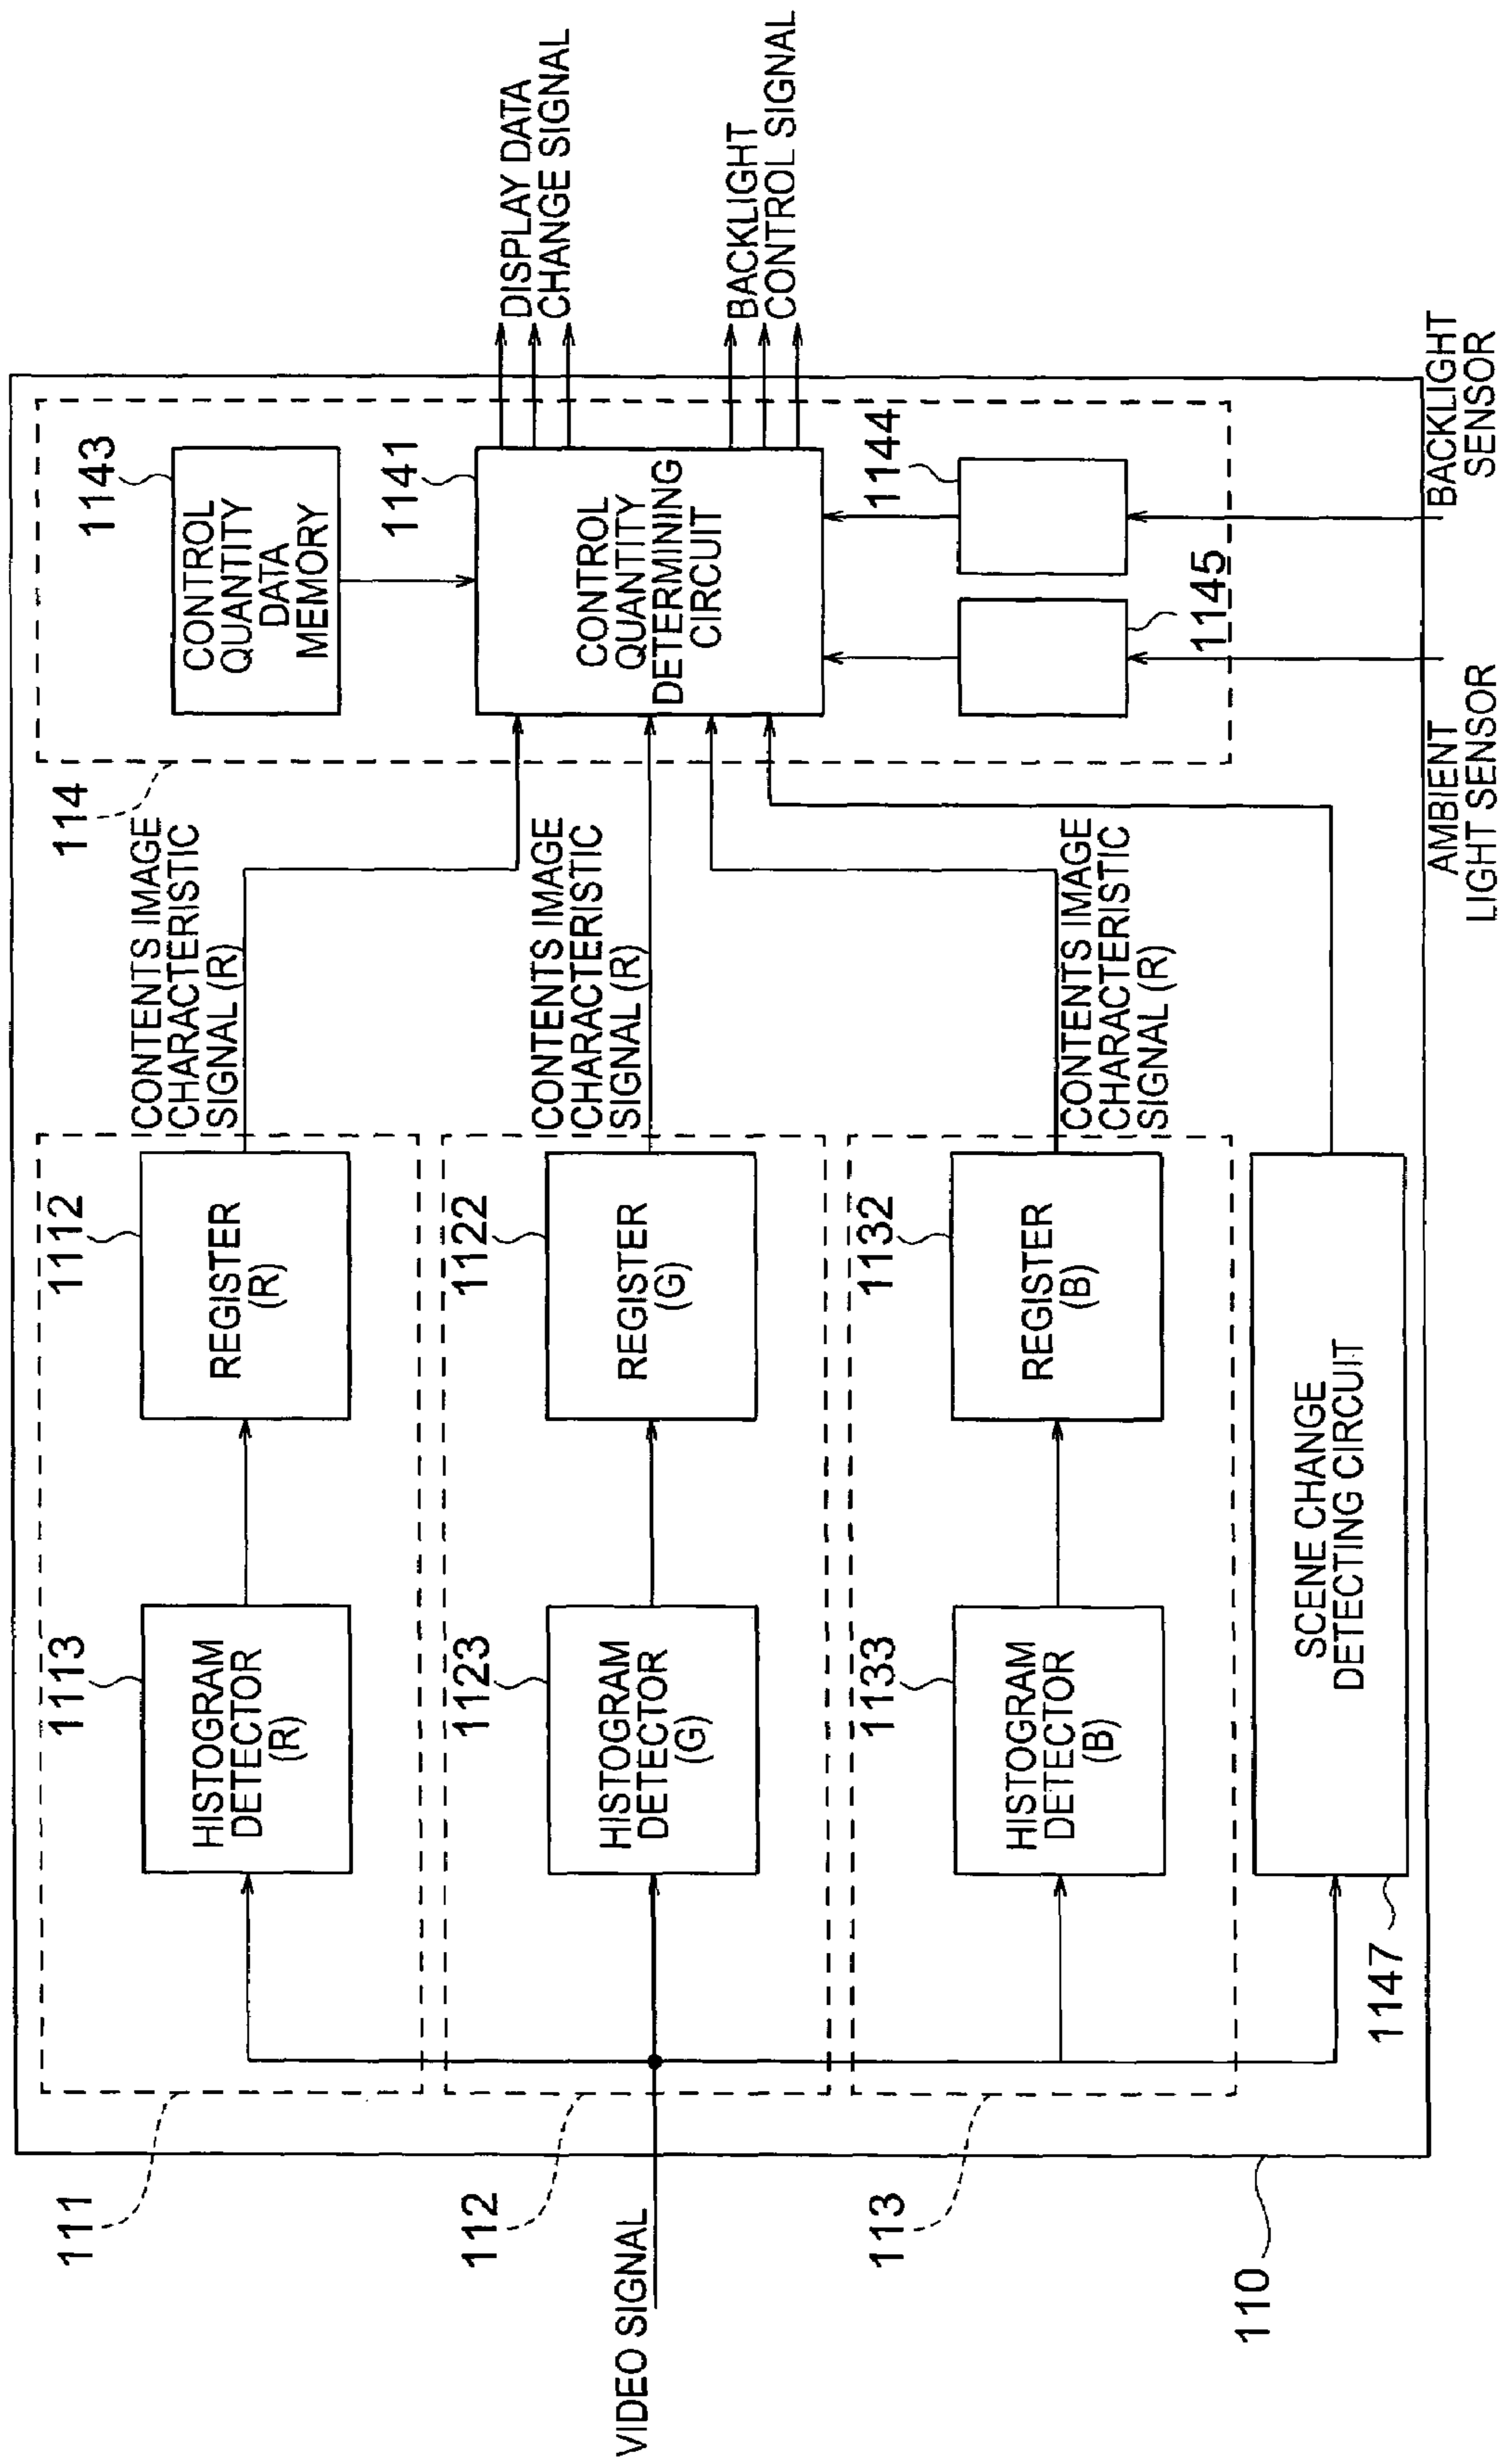 111
1113
HISTOGRAM
DETECTOR
(R)
1112
REGISTER
(R)
CONTENTS IMAGE
CHARACTERISTIC
SIGNAL (R)
114
1143
CONTROL
QUANTITY
DATA
MEMORY
VIDEO SIGNAL
112
1123
HISTOGRAM
DETECTOR
(G)
1122
REGISTER
(G)
CONTENTS IMAGE
CHARACTERISTIC
SIGNAL (R)
1141
CONTROL
QUANTITY
DETERMINING
CIRCUIT
DISPLAY DATA
CHANGE SIGNAL
BACKLIGHT
CONTROL SIGNAL
113
1133
HISTOGRAM
DETECTOR
(B)
1132
REGISTER
(B)
CONTENTS IMAGE
CHARACTERISTIC
SIGNAL (R)
1144
1145
110
1147
SCENE CHANGE
DETECTING CIRCUIT
AMBIENT
LIGHT SENSOR
BACKLIGHT
SENSOR